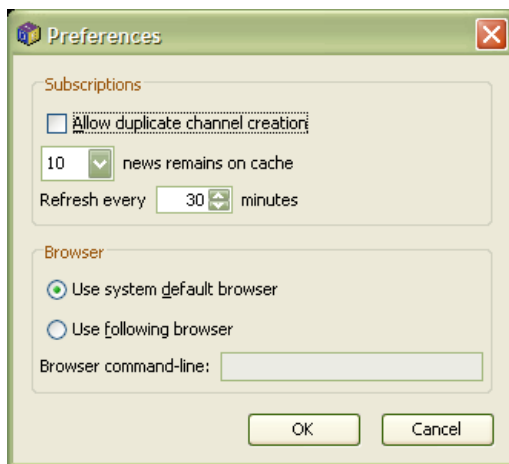 Preferences
Subscriptions
Allow duplicate channel creation
10 news remains on cache
Refresh every 30 minutes
Browser
Use system default browser
Use following browser
Browser command-line:
OK Cancel